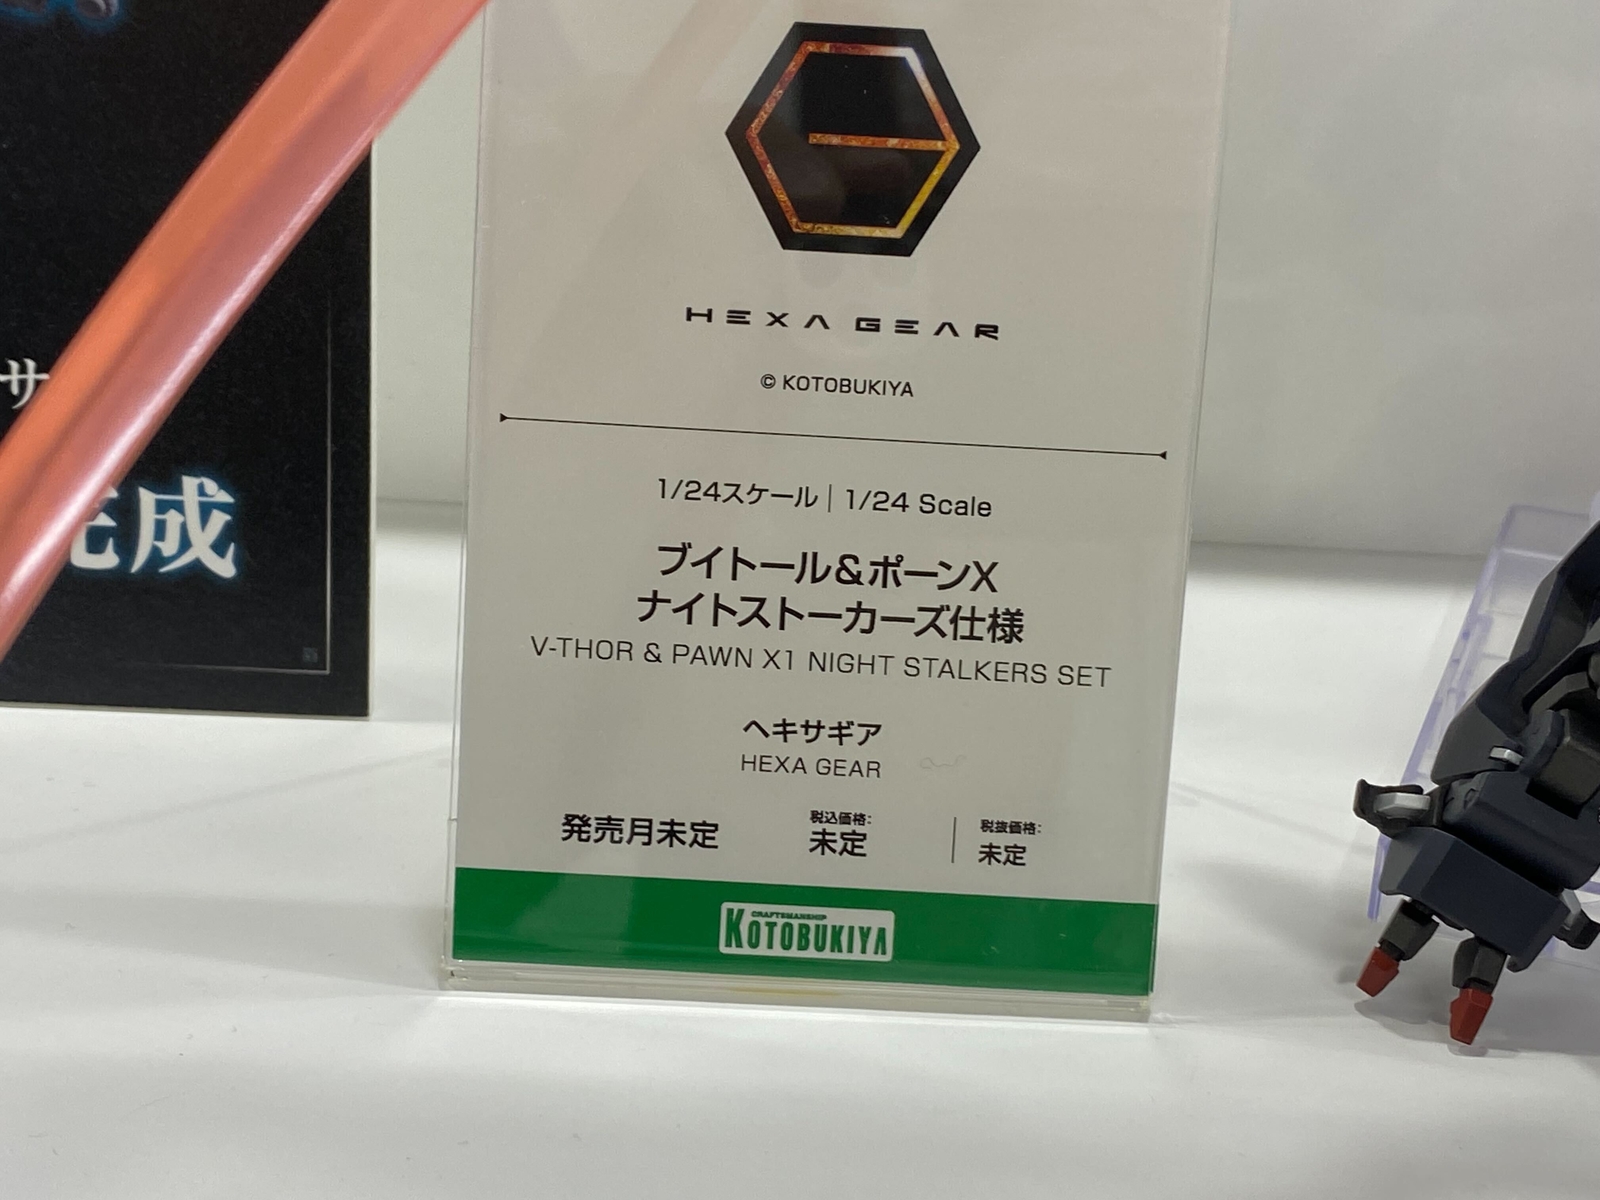 HEXA GEAR
© KOTOBUKIYA
1/24スケール | 1/24 Scale
ブイトール&ポーンX
ナイトストーカーズ仕様
V-THOR & PAWN X1 NIGHT STALKERS SET
ヘキサギア
HEXA GEAR
発売月未定
税込価格:
未定
税抜価格:
未定
CRAFTSMANSHIP
KOTOBUKIYA
サ
完成